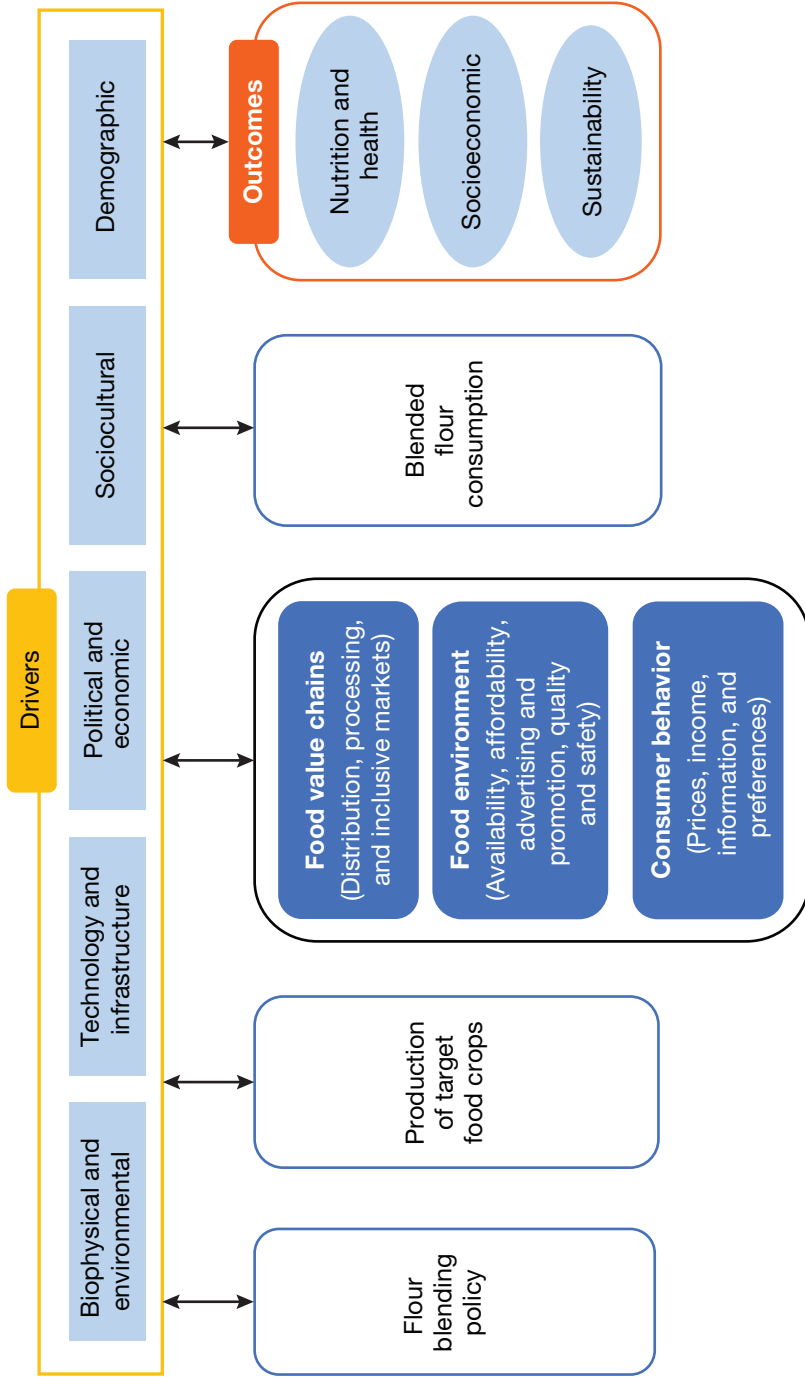 Drivers
Biophysical and
environmental
Technology and
infrastructure
Political and
economic
Sociocultural
Demographic
Flour
blending
policy
Production
of target
food crops
Food value chains
(Distribution, processing,
and inclusive markets)
Food environment
(Availability, affordability,
advertising and
promotion, quality
and safety)
Consumer behavior
(Prices, income,
information, and
preferences)
Blended
flour
consumption
Outcomes
Nutrition and
health
Socioeconomic
Sustainability